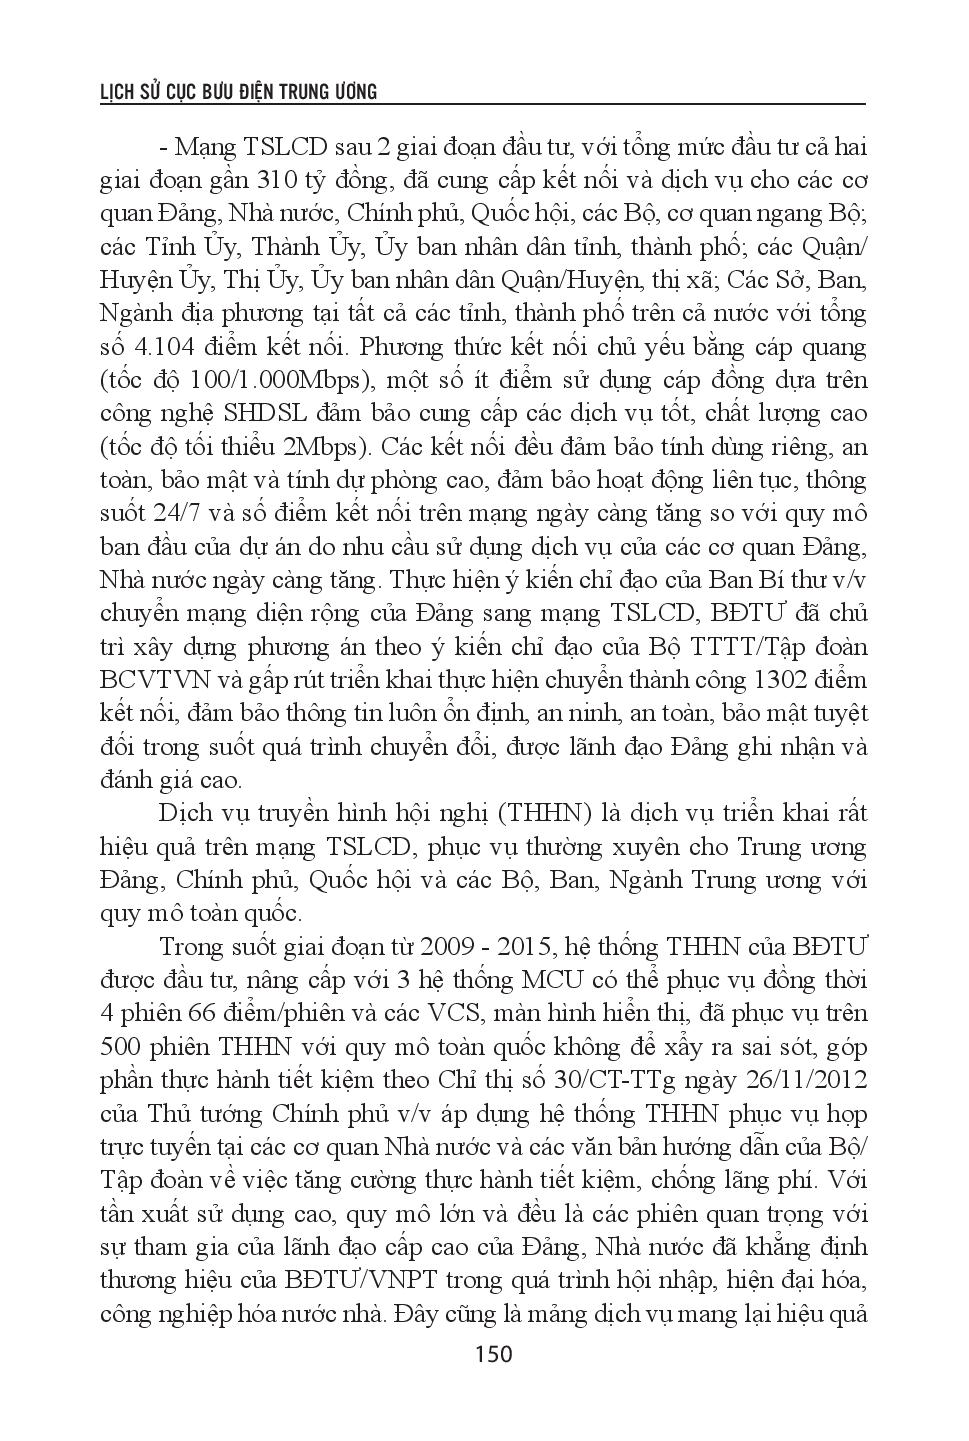 LỊCH SỬ CỤC BƯU ĐIỆN TRUNG ƯƠNG
- Mạng TSLCD sau 2 giai đoạn đầu tư, với tổng mức đầu tư cả hai
giai đoạn gần 310 tỷ đồng, đã cung cấp kết nối và dịch vụ cho các cơ
quan Đảng, Nhà nước, Chính phủ, Quốc hội, các Bộ, cơ quan ngang Bộ;
các Tỉnh Ủy, Thành Ủy, Ủy ban nhân dân tỉnh, thành phố; các Quận/
Huyện Ủy, Thị Ủy, Ủy ban nhân dân Quận/Huyện, thị xã; Các Sở, Ban,
Ngành địa phương tại tất cả các tỉnh, thành phố trên cả nước với tổng
số 4.104 điểm kết nối. Phương thức kết nối chủ yếu bằng cáp quang
(tốc độ 100/1.000Mbps), một số ít điểm sử dụng cáp đồng dựa trên
công nghệ SHDSL đảm bảo cung cấp các dịch vụ tốt, chất lượng cao
(tốc độ tối thiểu 2Mbps). Các kết nối đều đảm bảo tính dùng riêng, an
toàn, bảo mật và tính dự phòng cao, đảm bảo hoạt động liên tục, thông
suốt 24/7 và số điểm kết nối trên mạng ngày càng tăng so với quy mô
ban đầu của dự án do nhu cầu sử dụng dịch vụ của các cơ quan Đảng,
Nhà nước ngày càng tăng. Thực hiện ý kiến chỉ đạo của Ban Bí thư v/v
chuyển mạng diện rộng của Đảng sang mạng TSLCD, BĐTƯ đã chủ
trì xây dựng phương án theo ý kiến chỉ đạo của Bộ TTTT/Tập đoàn
BCVTVN và gấp rút triển khai thực hiện chuyển thành công 1302 điểm
kết nối, đảm bảo thông tin luôn ổn định, an ninh, an toàn, bảo mật tuyệt
đối trong suốt quá trình chuyển đổi, được lãnh đạo Đảng ghi nhận và
đánh giá cao.
Dịch vụ truyền hình hội nghị (THHN) là dịch vụ triển khai rất
hiệu quả trên mạng TSLCD, phục vụ thường xuyên cho Trung ương
Đảng, Chính phủ, Quốc hội và các Bộ, Ban, Ngành Trung ương với
quy mô toàn quốc.
Trong suốt giai đoạn từ 2009 - 2015, hệ thống THHN của BĐTƯ
được đầu tư, nâng cấp với 3 hệ thống MCU có thể phục vụ đồng thời
4 phiên 66 điểm/phiên và các VCS, màn hình hiển thị, đã phục vụ trên
500 phiên THHN với quy mô toàn quốc không để xẩy ra sai sót, góp
phần thực hành tiết kiệm theo Chỉ thị số 30/CT-TTg ngày 26/11/2012
của Thủ tướng Chính phủ v/v áp dụng hệ thống THHN phục vụ họp
trực tuyến tại các cơ quan Nhà nước và các văn bản hướng dẫn của Bộ/
Tập đoàn về việc tăng cường thực hành tiết kiệm, chống lãng phí. Với
tần xuất sử dụng cao, quy mô lớn và đều là các phiên quan trọng với
sự tham gia của lãnh đạo cấp cao của Đảng, Nhà nước đã khẳng định
thương hiệu của BĐTƯ/VNPT trong quá trình hội nhập, hiện đại hóa,
công nghiệp hóa nước nhà. Đây cũng là mảng dịch vụ mang lại hiệu quả
150